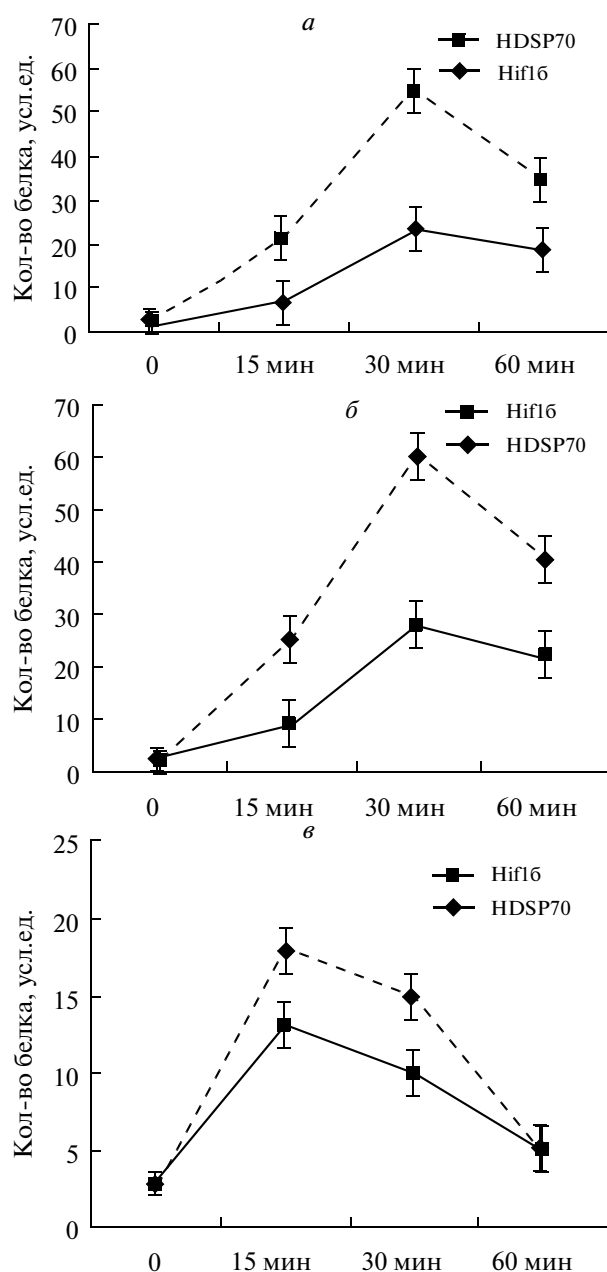 а
Кол-во белка, усл.ед.
70
60
50
40
30
20
10
0
HDSP70
Hif1б
0 15 мин 30 мин 60 мин
б
Кол-во белка, усл.ед.
70
60
50
40
30
20
10
0
Hif1б
HDSP70
0 15 мин 30 мин 60 мин
в
Кол-во белка, усл.ед.
25
20
15
10
5
0
Hif1б
HDSP70
0 15 мин 30 мин 60 мин